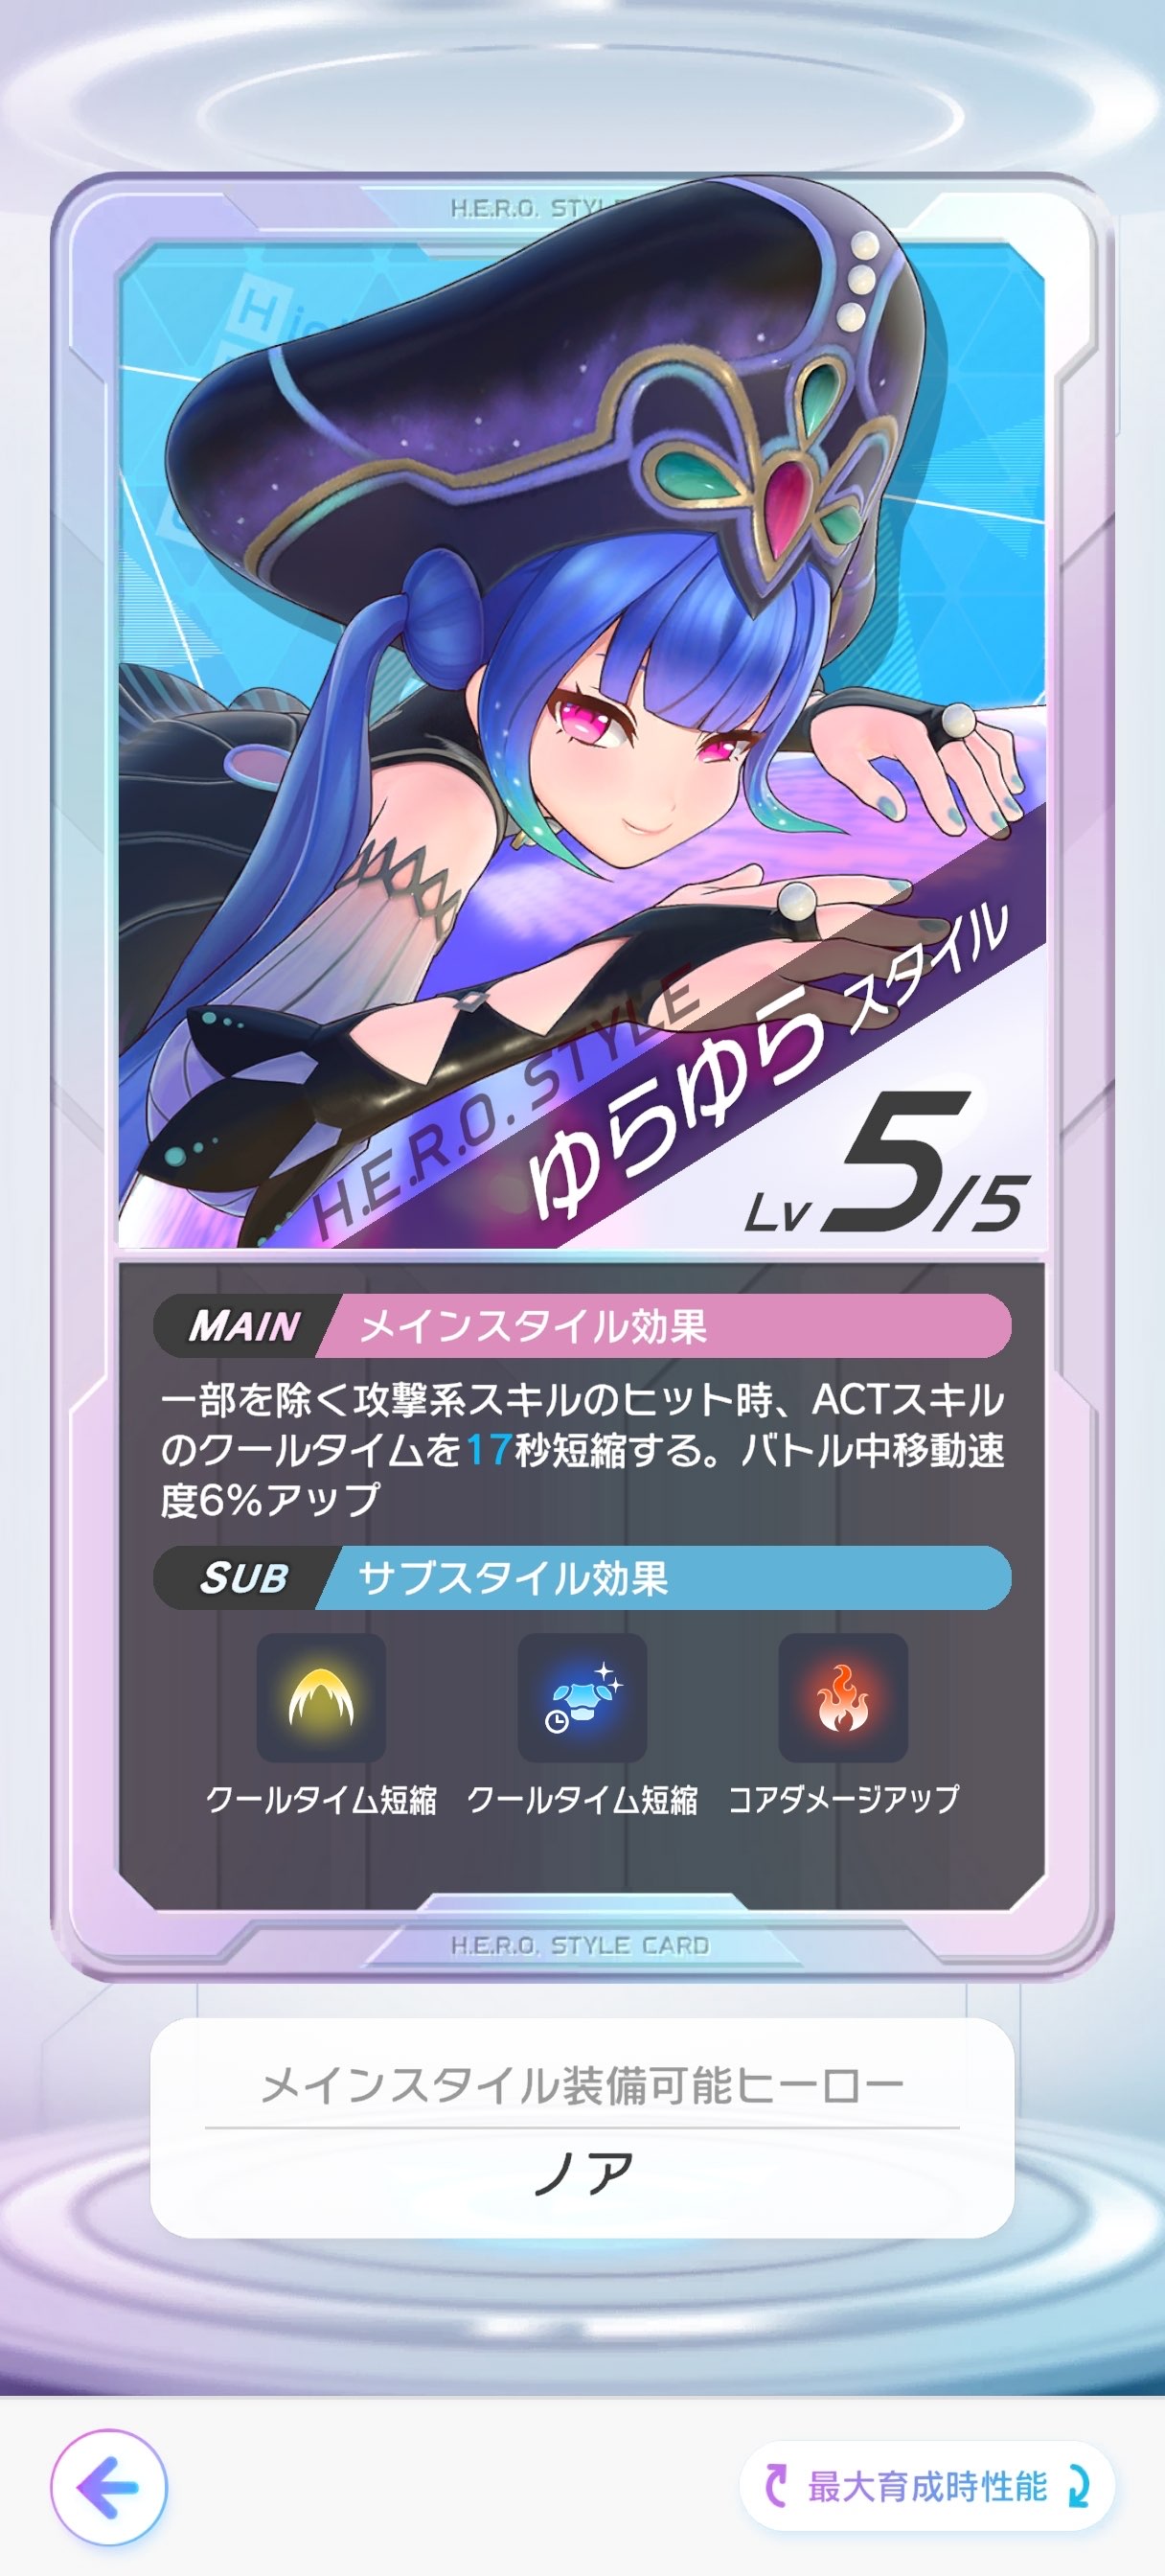 H.E.R.O. STYLE
ゆらゆらスタイル
H.E.R.O. STYLE
Lv 5/5
MAIN メインスタイル効果
一部を除く攻撃系スキルのヒット時、ACTスキル
のクールタイムを17秒短縮する。バトル中移動速
度6%アップ
SUB サブスタイル効果
クールタイム短縮 クールタイム短縮 コアダメージアップ
H.E.R.O. STYLE CARD
メインスタイル装備可能ヒーロー
ノア
最大育成時性能